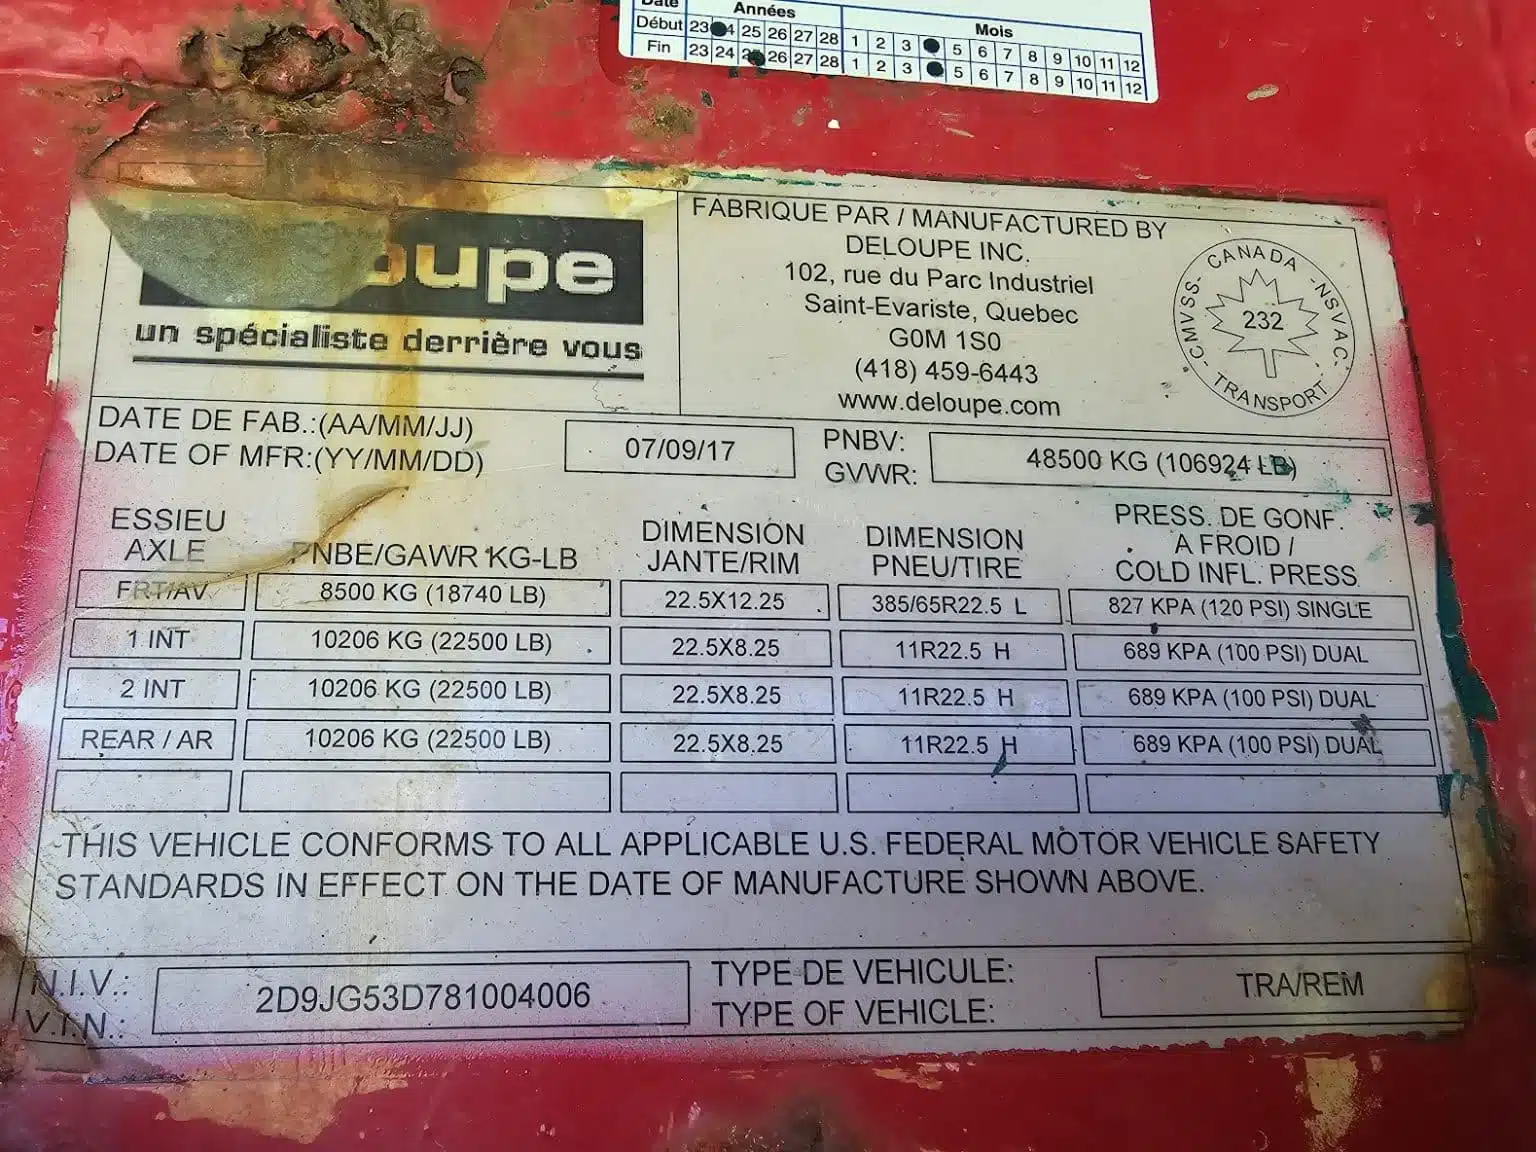 Date Années Mois
Début 23 4 25 26 27 28 1 2 3 5 6 7 8 9 10 11 12
Fin 23 24 2 26 27 28 1 2 3 5 6 7 8 9 10 11 12
oupe
un spécialiste derrière vous
FABRIQUE PAR / MANUFACTURED BY
DELOUPE INC.
102, rue du Parc Industriel
Saint-Evariste, Quebec
G0M 1S0
(418) 459-6443
www.deloupe.com
CANADA
-NSVAC-
-CMVSS-
232
TRANSPORT
DATE DE FAB.:(AA/MM/JJ)
DATE OF MFR:(YY/MM/DD)
07/09/17
PNBV:
GVWR:
48500 KG (106924 LB)
ESSIEU
AXLE
PNBE/GAWR KG-LB
DIMENSION
JANTE/RIM
DIMENSION
PNEU/TIRE
PRESS. DE GONF.
A FROID /
COLD INFL. PRESS
FRT/AV 8500 KG (18740 LB) 22.5X12.25 385/65R22.5 L 827 KPA (120 PSI) SINGLE
1 INT 10206 KG (22500 LB) 22.5X8.25 11R22.5 H 689 KPA (100 PSI) DUAL
2 INT 10206 KG (22500 LB) 22.5X8.25 11R22.5 H 689 KPA (100 PSI) DUAL
REAR / AR 10206 KG (22500 LB) 22.5X8.25 11R22.5 H 689 KPA (100 PSI) DUAL
THIS VEHICLE CONFORMS TO ALL APPLICABLE U.S. FEDERAL MOTOR VEHICLE SAFETY
STANDARDS IN EFFECT ON THE DATE OF MANUFACTURE SHOWN ABOVE.
N.I.V.:
V.I.N.:
2D9JG53D781004006
TYPE DE VEHICULE:
TYPE OF VEHICLE:
TRA/REM